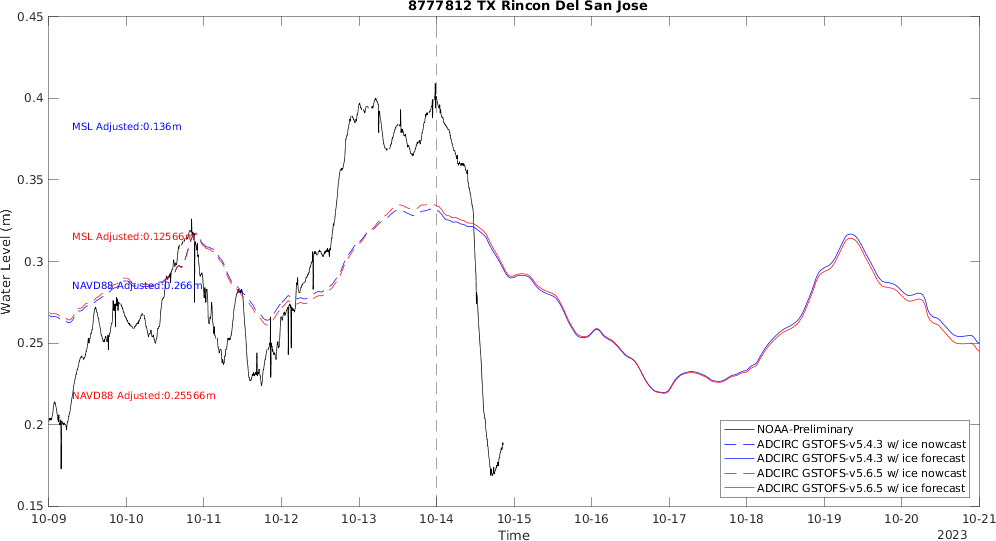 8777812 TX Rincon Del San Jose
Water Level (m)
0.45
0.4
0.35
0.3
0.25
0.2
0.15
MSL Adjusted:0.136m
MSL Adjusted:0.12566m
NAVD88 Adjusted:0.266m
NAVD88 Adjusted:0.25566m
NOAA-Preliminary
ADCIRC GSTOFS-v5.4.3 w/ ice nowcast
ADCIRC GSTOFS-v5.4.3 w/ ice forecast
ADCIRC GSTOFS-v5.6.5 w/ ice nowcast
ADCIRC GSTOFS-v5.6.5 w/ ice forecast
10-09 10-10 10-11 10-12 10-13 10-14 10-15 10-16 10-17 10-18 10-19 10-20 10-21
Time
2023